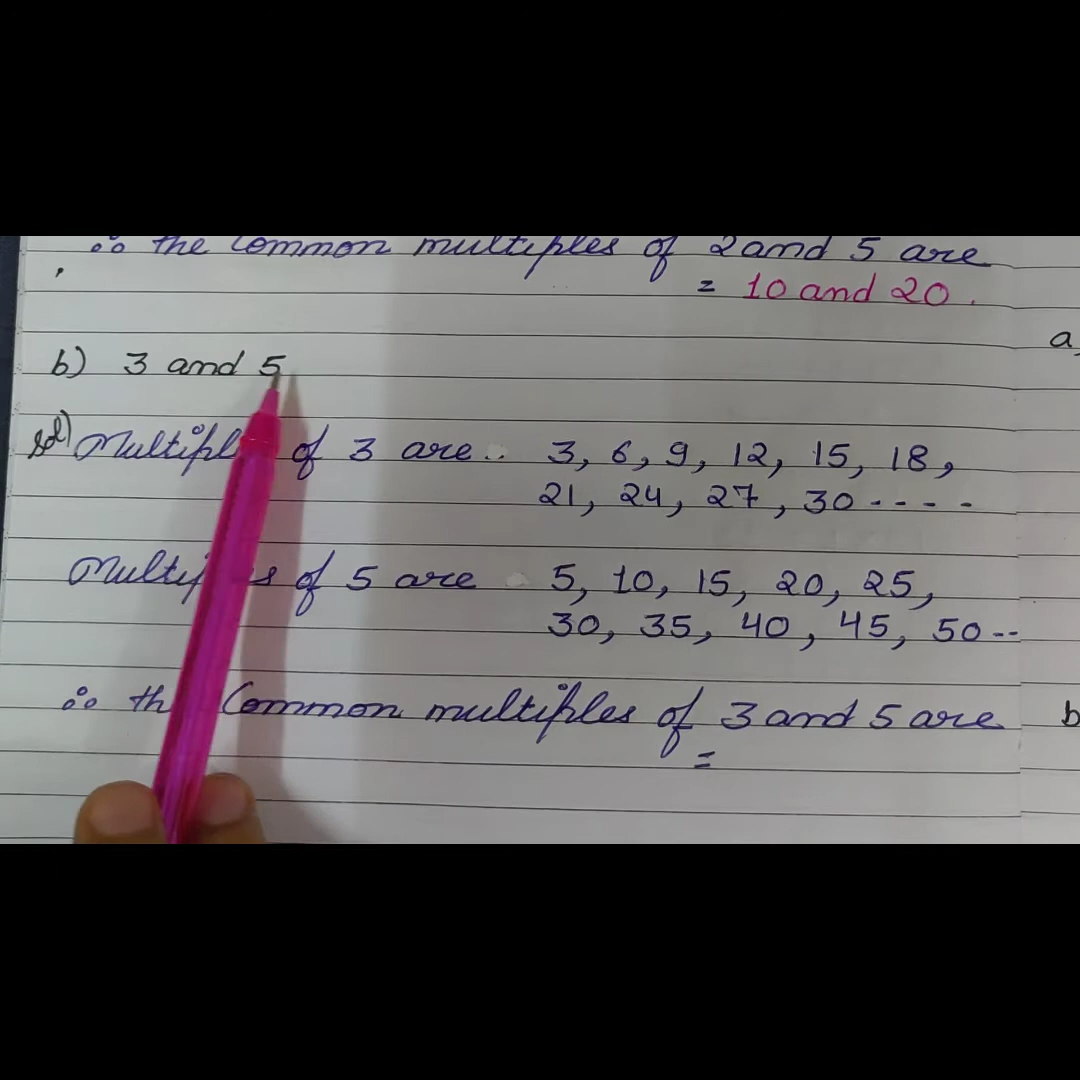 ∴ the Common multiples of 2 and 5 are
= 10 and 20.
a,
b) 3 and 5
Sol) Multiple of 3 are 3, 6, 9, 12, 15, 18,
21, 24, 27, 30 ----
of 5 are 5, 10, 15, 20, 25,
30, 35, 40, 45, 50 --
∴ th Common multiples of 3 and 5 are
=
b